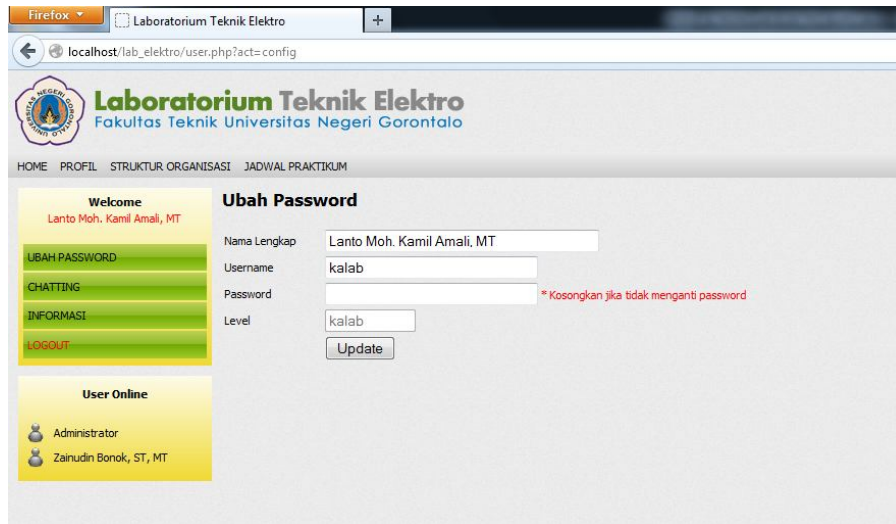 Firefox
Laboratorium Teknik Elektro
+
localhost/lab_elektro/user.php?act=config
UNIVERSITAS NEGERI GORONTALO
Laboratorium Teknik Elektro
Fakultas Teknik Universitas Negeri Gorontalo
HOME PROFIL STRUKTUR ORGANISASI JADWAL PRAKTIKUM
Welcome
Lanto Moh. Kamil Amali, MT
UBAH PASSWORD
CHATTING
INFORMASI
LOGOUT
User Online
Administrator
Zainudin Bonok, ST, MT
Ubah Password
Nama Lengkap Lanto Moh. Kamil Amali, MT
Username kalab
Password * Kosongkan jika tidak menganti password
Level kalab
Update